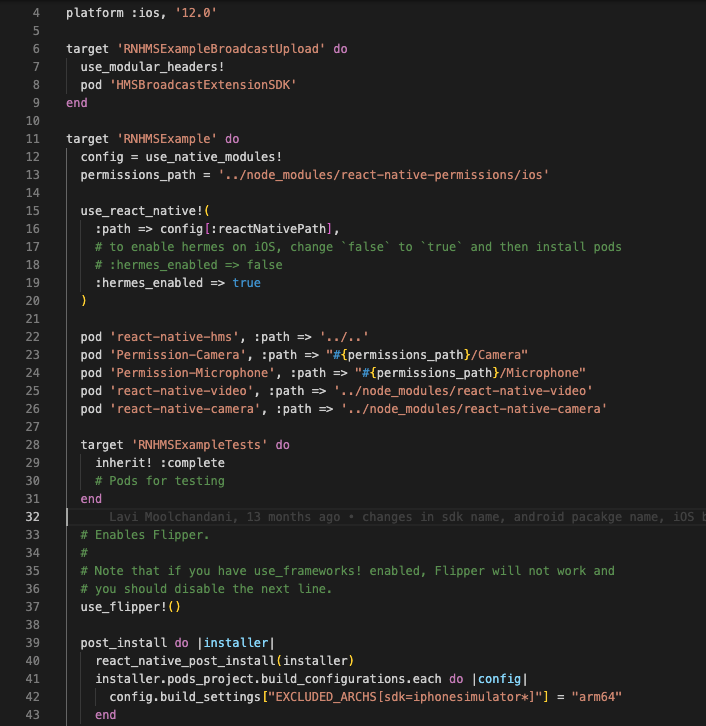 4 platform :ios, '12.0'
5
6 target 'RNHMSExampleBroadcastUpload' do
7   use_modular_headers!
8   pod 'HMSBroadcastExtensionSDK'
9 end
10
11 target 'RNHMSExample' do
12   config = use_native_modules!
13   permissions_path = '../node_modules/react-native-permissions/ios'
14
15   use_react_native!(
16     :path => config[:reactNativePath],
17     # to enable hermes on iOS, change `false` to `true` and then install pods
18     # :hermes_enabled => false
19     :hermes_enabled => true
20   )
21
22   pod 'react-native-hms', :path => '../..'
23   pod 'Permission-Camera', :path => "#{permissions_path}/Camera"
24   pod 'Permission-Microphone', :path => "#{permissions_path}/Microphone"
25   pod 'react-native-video', :path => '../node_modules/react-native-video'
26   pod 'react-native-camera', :path => '../node_modules/react-native-camera'
27
28   target 'RNHMSExampleTests' do
29     inherit! :complete
30     # Pods for testing
31   end
32       Lavi Moolchandani, 13 months ago • changes in sdk name, android pacakge name, iOS b
33   # Enables Flipper.
34   #
35   # Note that if you have use_frameworks! enabled, Flipper will not work and
36   # you should disable the next line.
37   use_flipper!()
38
39   post_install do |installer|
40     react_native_post_install(installer)
41     installer.pods_project.build_configurations.each do |config|
42       config.build_settings["EXCLUDED_ARCHS[sdk=iphonesimulator*]"] = "arm64"
43     end